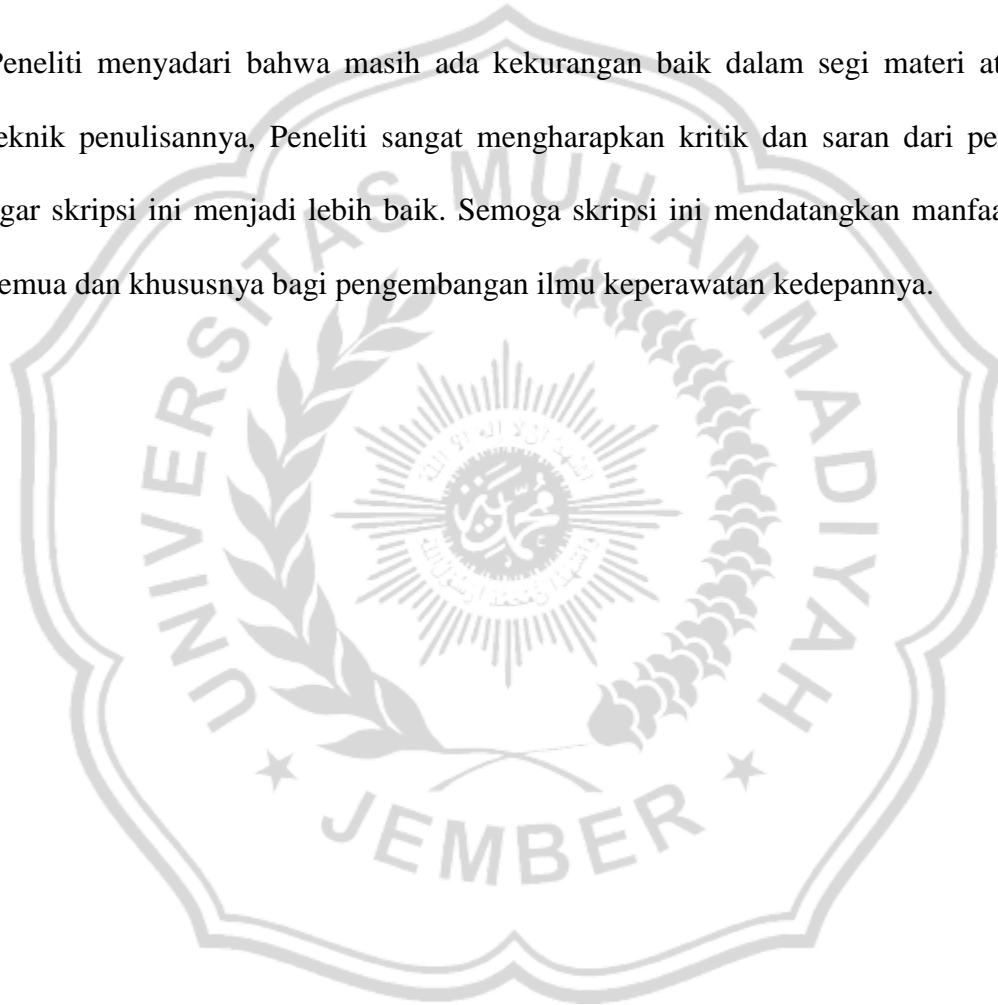 Peneliti menyadari bahwa masih ada kekurangan baik dalam segi materi at
eknik penulisannya, Peneliti sangat mengharapkan kritik dan saran dari pe
gar skripsi ini menjadi lebih baik. Semoga skripsi ini mendatangkan manfaa
emua dan khususnya bagi pengembangan ilmu keperawatan kedepannya.
UNIVERSITAS MUHAMMADIYAH
JEMBER